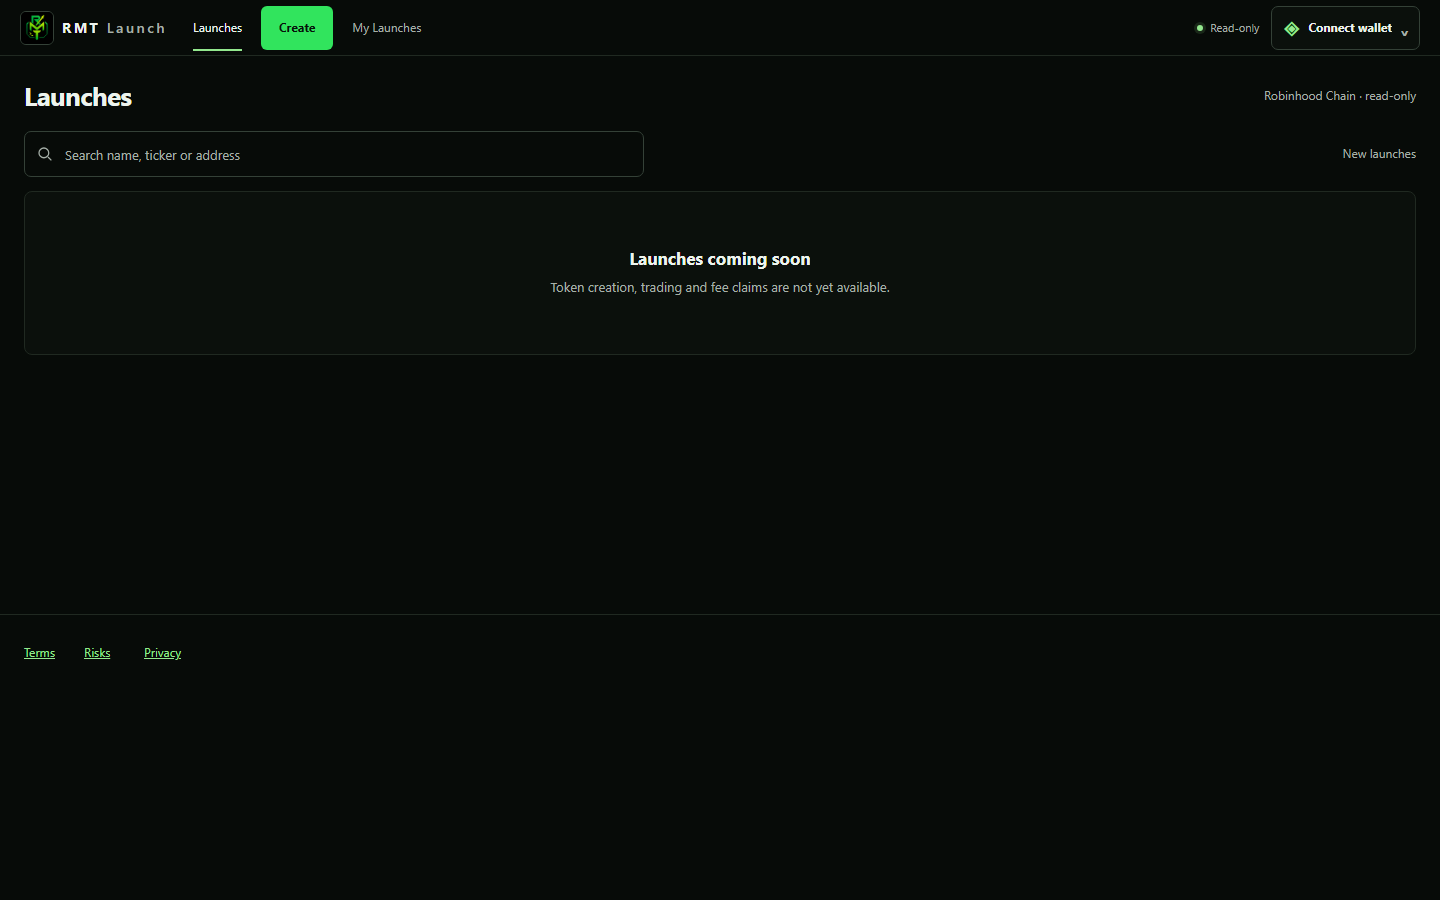 RMT Launch
Launches
Create
My Launches
Read-only
Connect wallet
Launches
Robinhood Chain · read-only
Search name, ticker or address
New launches
Launches coming soon
Token creation, trading and fee claims are not yet available.
Terms
Risks
Privacy